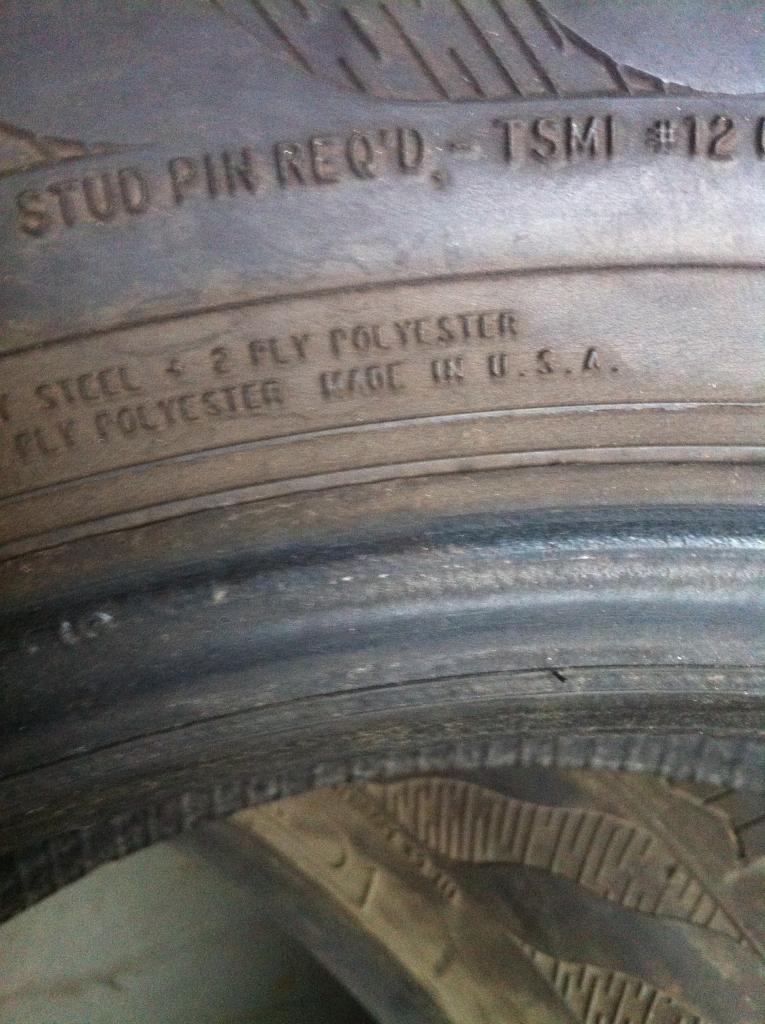 STUD PIN REQ'D. - TSMI #12
STEEL + 2 PLY POLYESTER
PLY POLYESTER MADE IN U.S.A.